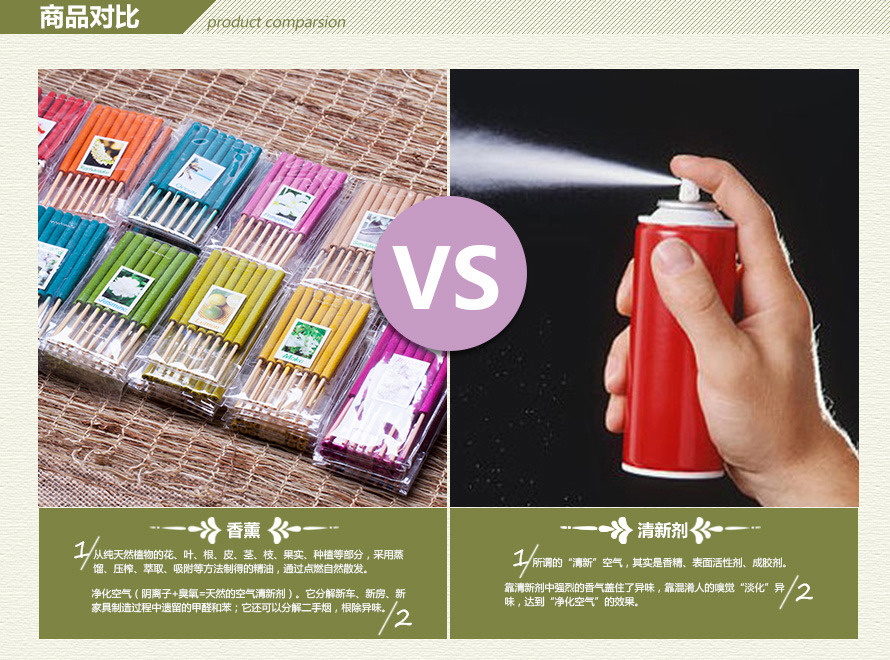 商品对比
product comparsion
VS
香薰
1/从纯天然植物的花、叶、根、皮、茎、枝、果实、种植等部分，采用蒸
馏、压榨、萃取、吸附等方法制得的精油，通过点燃自然散发。
净化空气（阴离子+臭氧=天然的空气清新剂）。它分解新车、新房、新
家具制造过程中遗留的甲醛和苯；它还可以分解二手烟，根除异味。/2
清新剂
1/所谓的“清新”空气，其实是香精、表面活性剂、成胶剂。
靠清新剂中强烈的香气盖住了异味，靠混淆人的嗅觉“淡化”异
味，达到“净化空气”的效果。/2